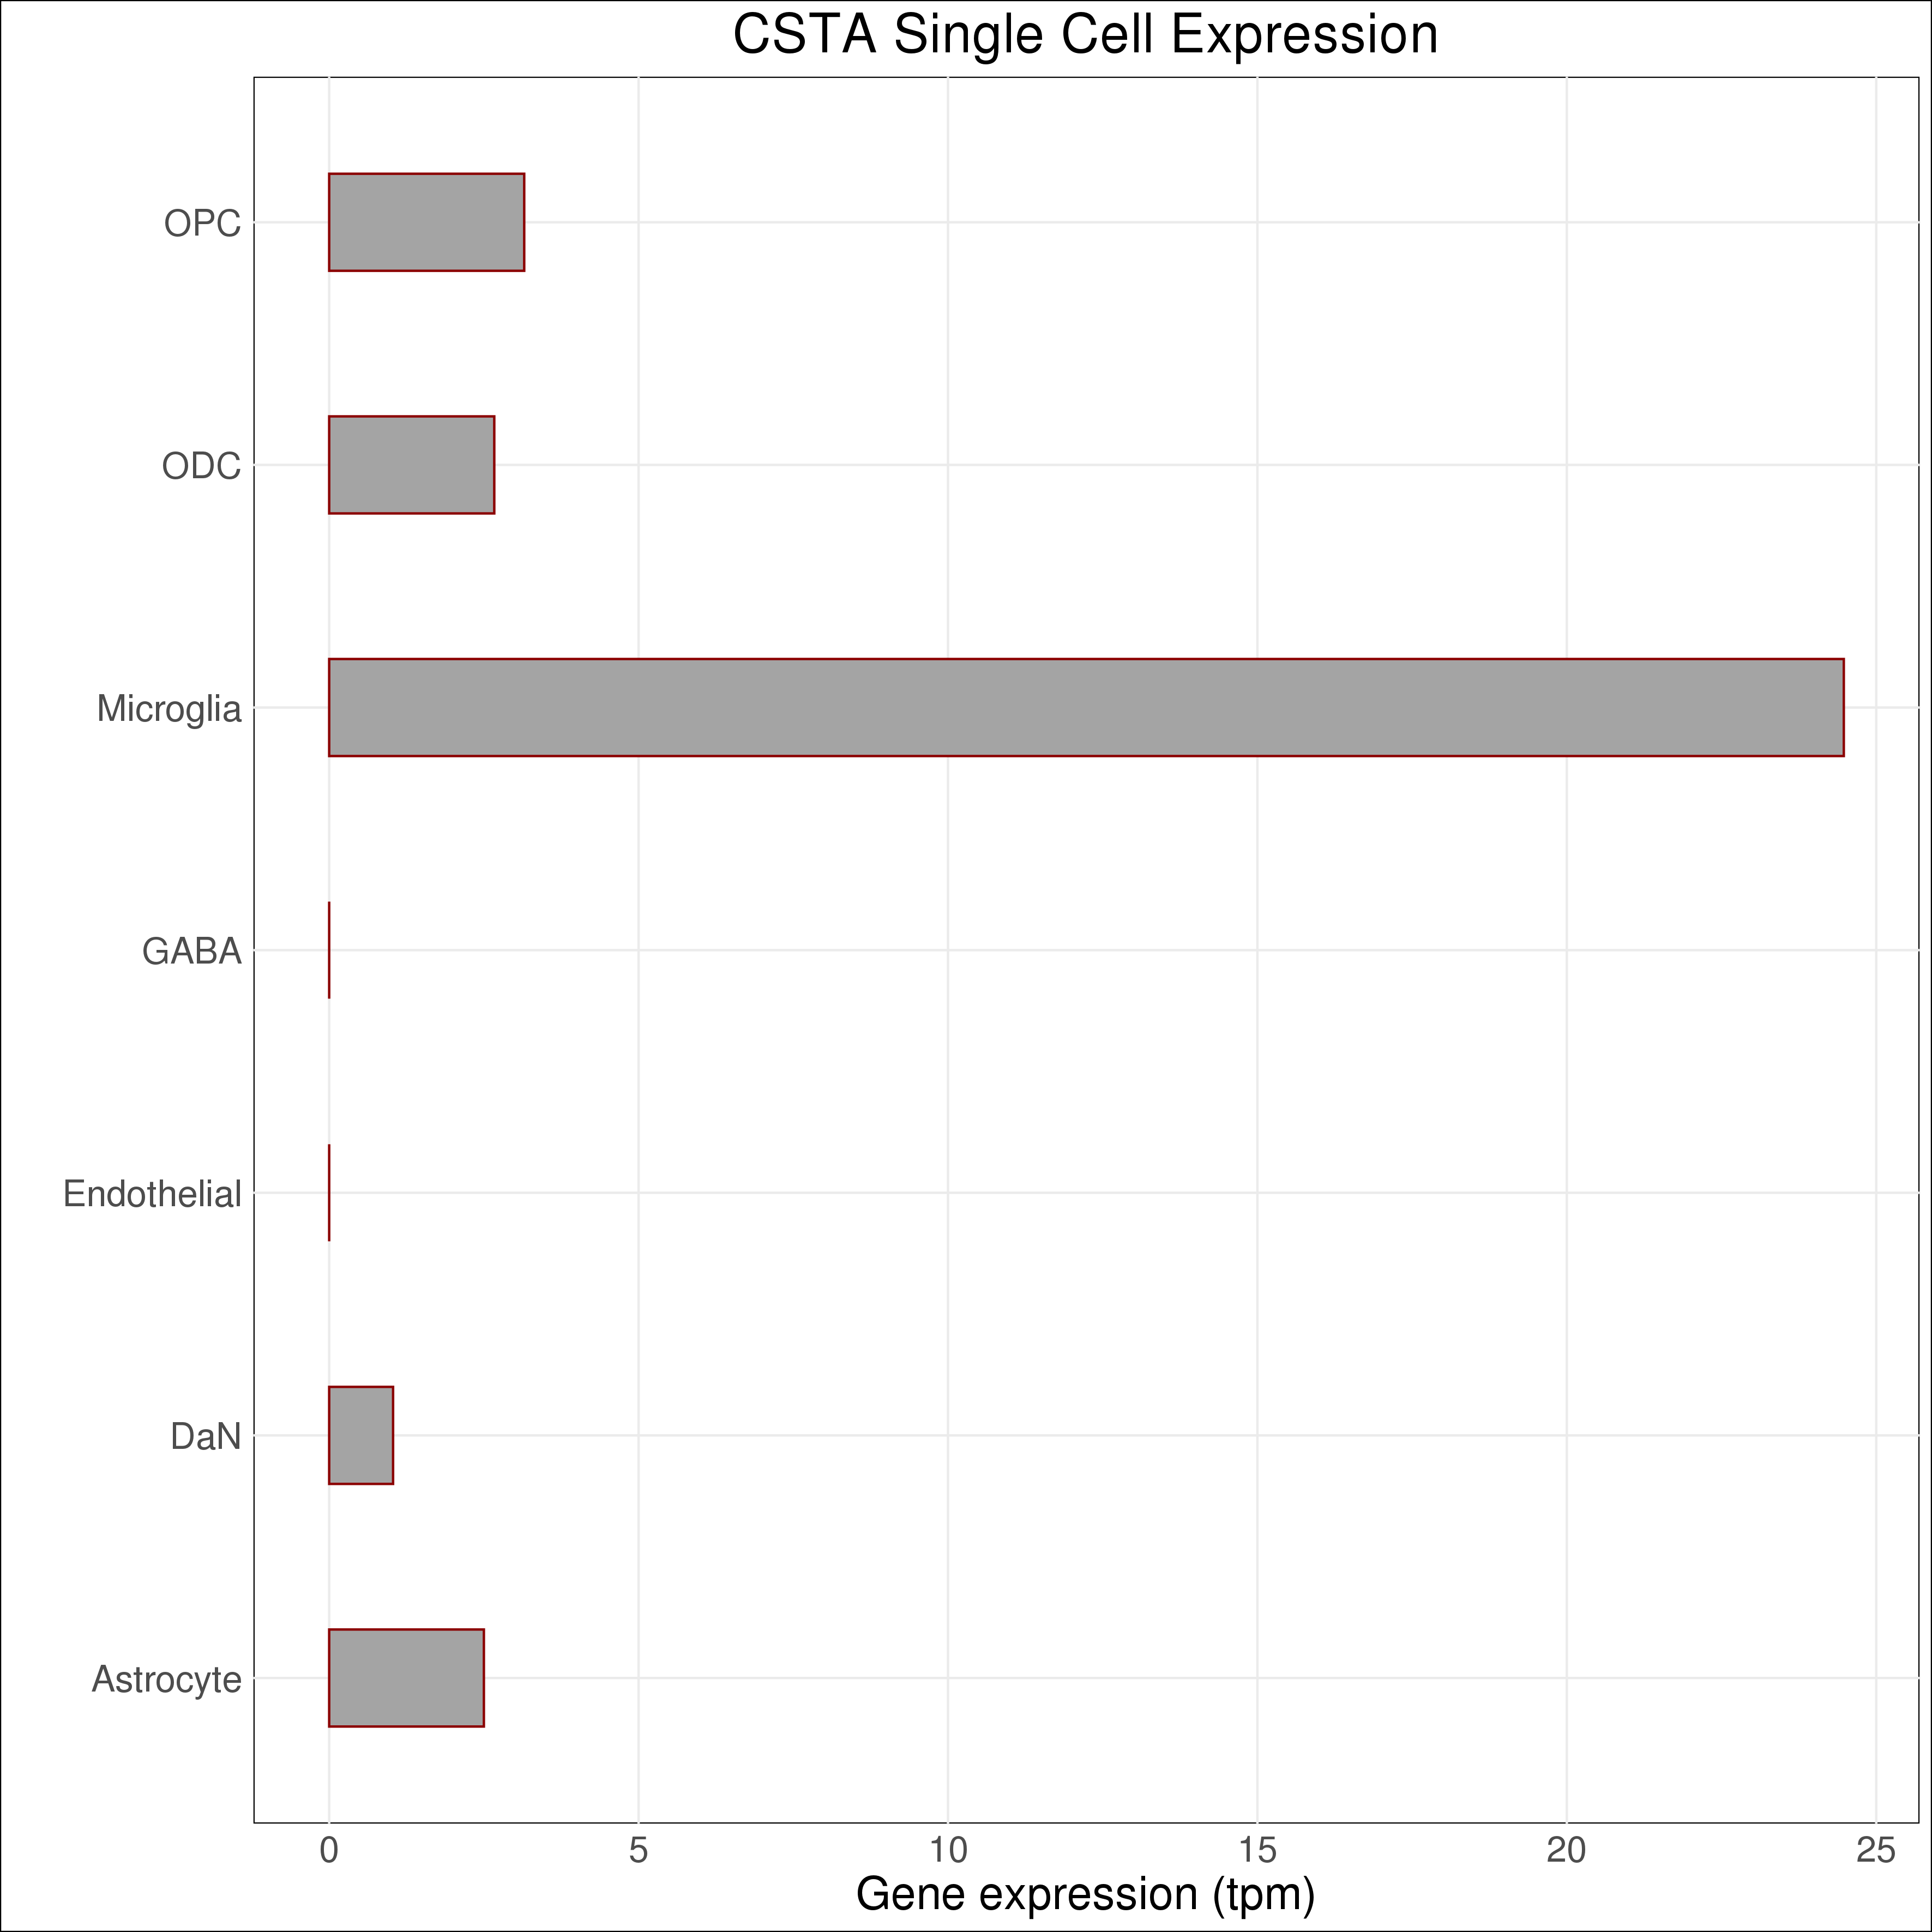 CSTA Single Cell Expression
OPC
ODC
Microglia
GABA
Endothelial
DaN
Astrocyte
0 5 10 15 20 25
Gene expression (tpm)